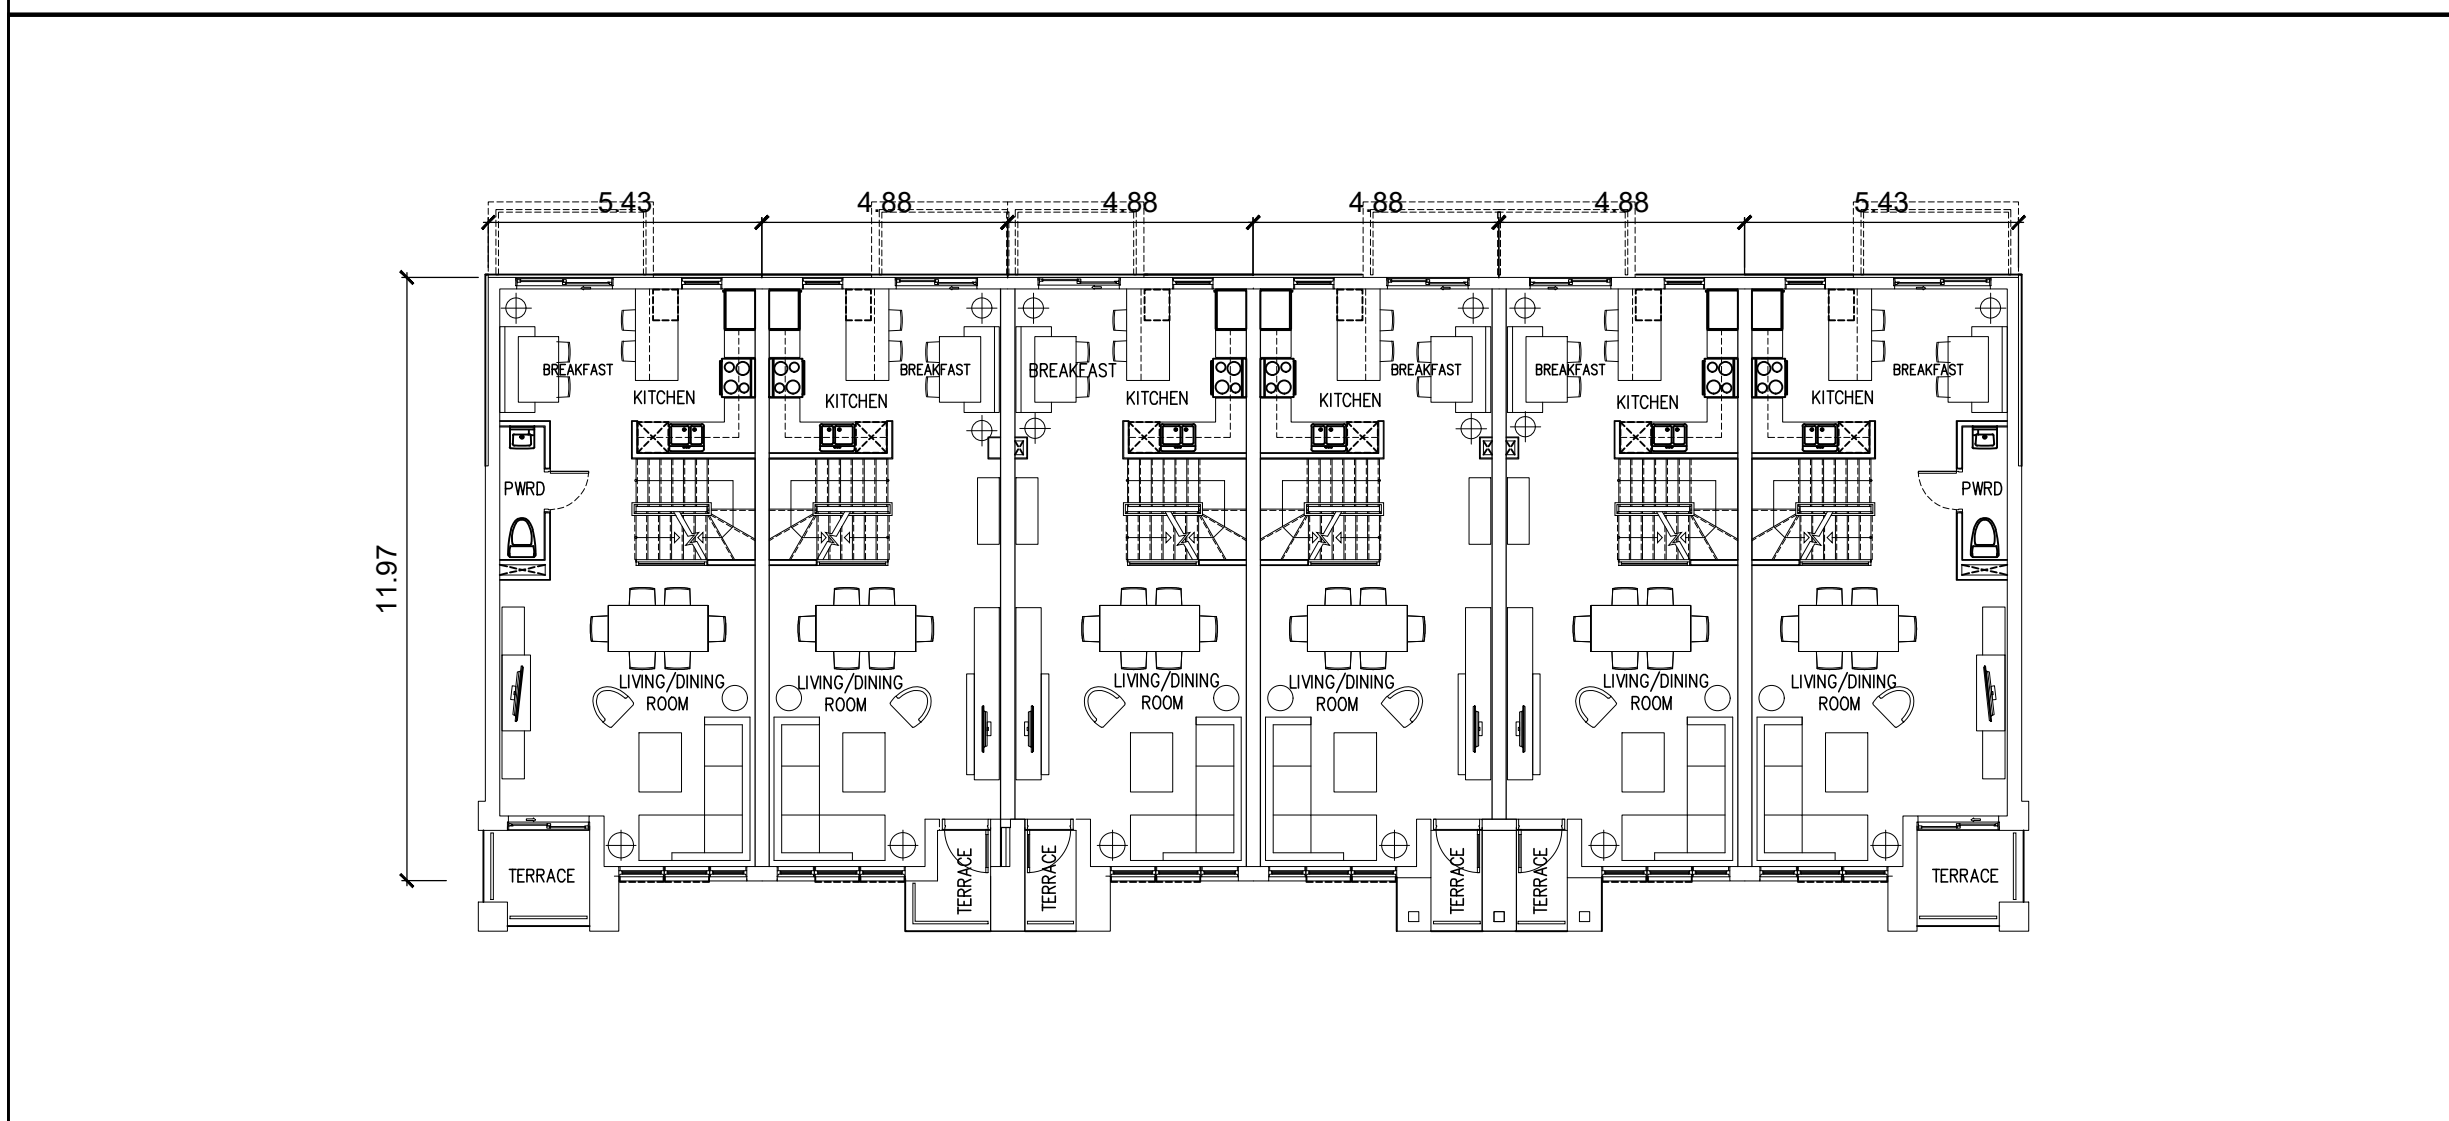 5.43 4.88 4.88 4.88 4.88 5.43
BREAKFAST BREAKFAST BREAKFAST BREAKFAST BREAKFAST BREAKFAST
KITCHEN KITCHEN KITCHEN KITCHEN KITCHEN KITCHEN
PWRD PWRD
11.97
LIVING/DINING LIVING/DINING LIVING/DINING LIVING/DINING LIVING/DINING LIVING/DINING
ROOM ROOM ROOM ROOM ROOM ROOM
TERRACE TERRACE TERRACE TERRACE TERRACE TERRACE